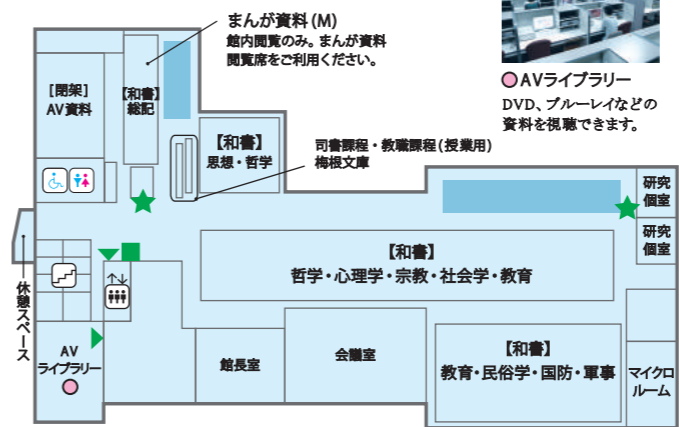 まんが資料(M)
館内閲覧のみ。まんが資料
閲覧席をご利用ください。
AVライブラリー
DVD、ブルーレイなどの
資料を視聴できます。
[閉架]
AV資料
【和書】
総記
【和書】
思想・哲学
司書課程・教職課程(授業用)
梅根文庫
研究
個室
研究
個室
【和書】
哲学・心理学・宗教・社会学・教育
休憩スペース
AV
ライブラリー
館長室
会議室
【和書】
教育・民俗学・国防・軍事
マイクロ
ルーム